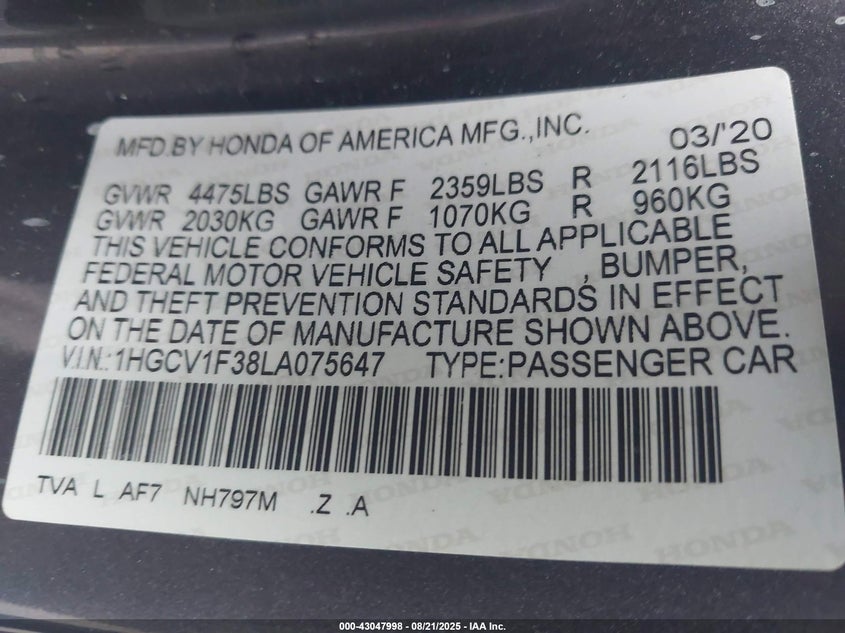 MFD.BY HONDA OF AMERICA MFG.,INC. 03/'20
GVWR 4475LBS GAWR F 2359LBS R 2116LBS
GVWR 2030KG GAWR F 1070KG R 960KG
THIS VEHICLE CONFORMS TO ALL APPLICABLE
FEDERAL MOTOR VEHICLE SAFETY , BUMPER,
AND THEFT PREVENTION STANDARDS IN EFFECT
ON THE DATE OF MANUFACTURE SHOWN ABOVE.
V.I.N.:1HGCV1F38LA075647 TYPE:PASSENGER CAR
TVA L AF7 NH797M .Z .A
000-43047998 - 08/21/2025 - IAA Inc.